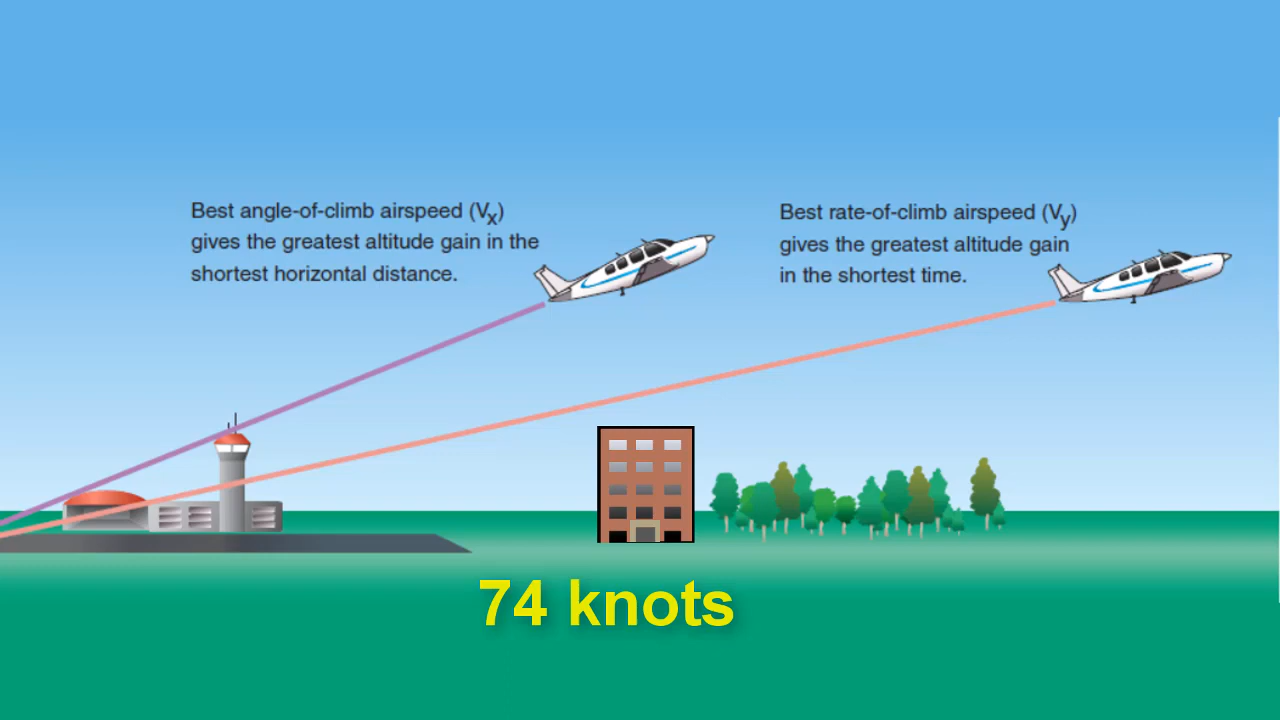 Best angle-of-climb airspeed (Vx)
gives the greatest altitude gain in the
shortest horizontal distance.
Best rate-of-climb airspeed (Vy)
gives the greatest altitude gain
in the shortest time.
74 knots